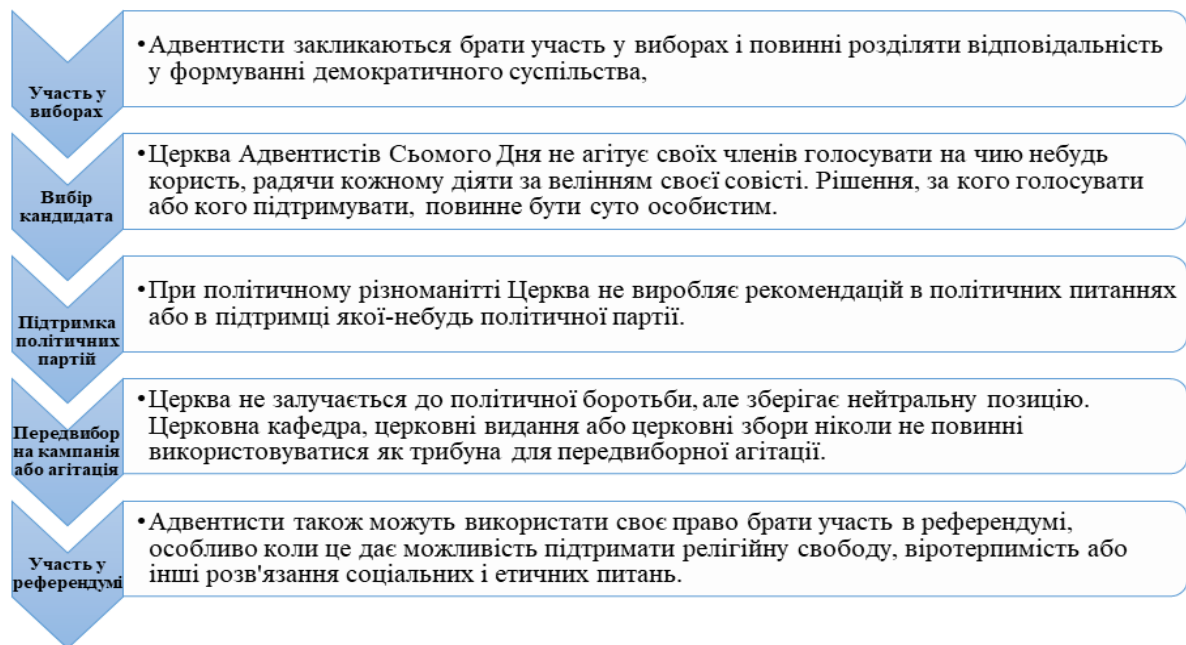 Участь у
виборах
•Адвентисти закликаються брати участь у виборах і повинні розділяти відповідальність
у формуванні демократичного суспільства,
Вибір
кандидата
•Церква Адвентистів Сьомого Дня не агітує своїх членів голосувати на чию небудь
користь, радячи кожному діяти за велінням своєї совісті. Рішення, за кого голосувати
або кого підтримувати, повинне бути суто особистим.
Підтримка
політичних
партій
•При політичному різноманітті Церква не виробляє рекомендацій в політичних питаннях
або в підтримці якої-небудь політичної партії.
Передвибор
на кампанія
або агітація
•Церква не залучається до політичної боротьби, але зберігає нейтральну позицію.
Церковна кафедра, церковні видання або церковні збори ніколи не повинні
використовуватися як трибуна для передвиборної агітації.
Участь у
референдумі
•Адвентисти також можуть використати своє право брати участь в референдумі,
особливо коли це дає можливість підтримати релігійну свободу, віротерпимість або
інші розв'язання соціальних і етичних питань.